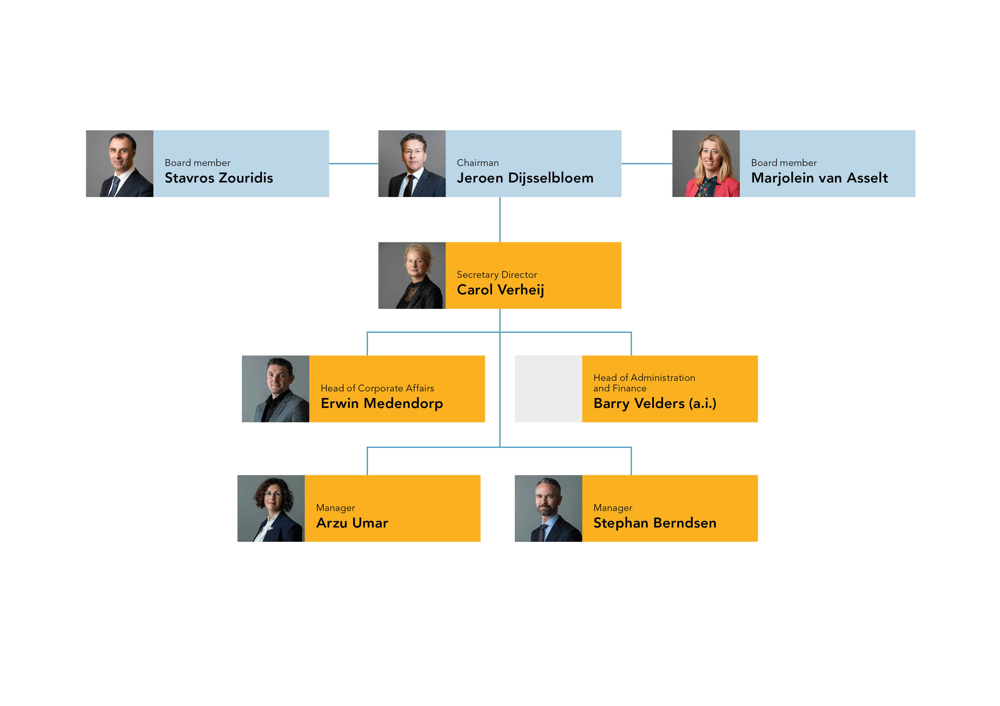 Board member
Stavros Zouridis
Chairman
Jeroen Dijsselbloem
Board member
Marjolein van Asselt
Secretary Director
Carol Verheij
Head of Corporate Affairs
Erwin Medendorp
Head of Administration
and Finance
Barry Velders (a.i.)
Manager
Arzu Umar
Manager
Stephan Berndsen